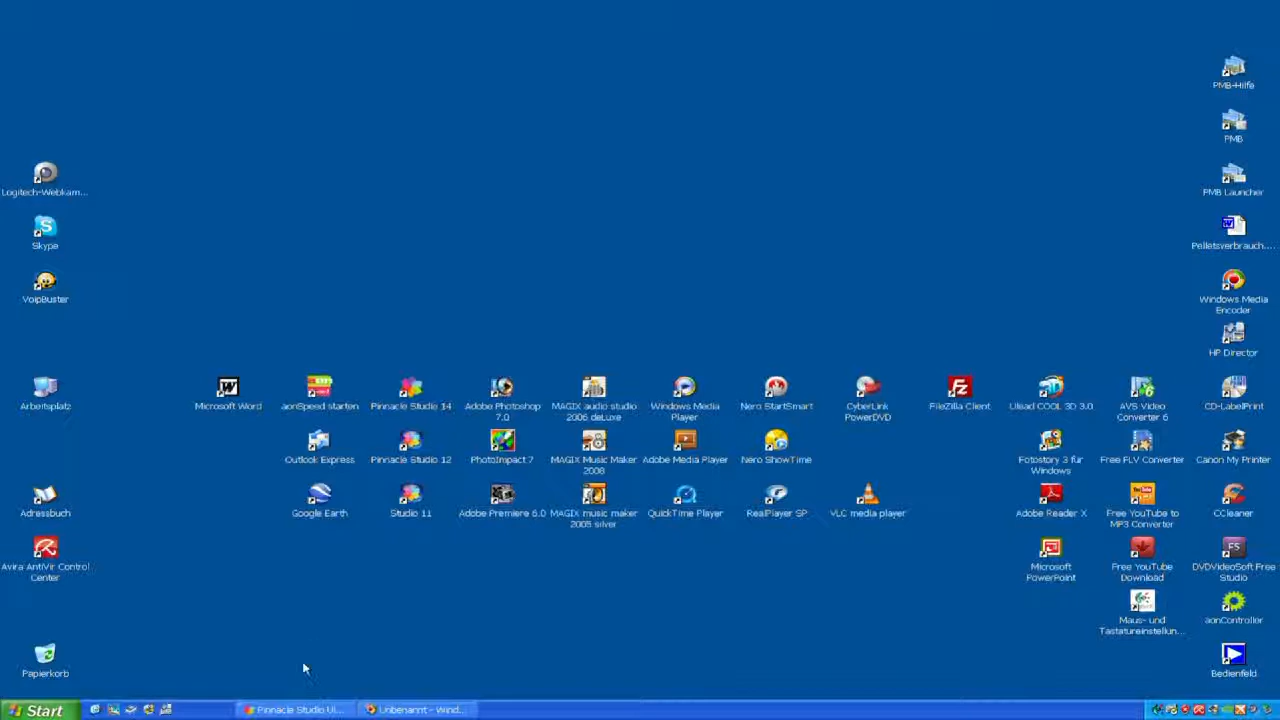 PMB-Hilfe
PMB
Logitech-Webkam...
PMB Launcher
Skype
Pelletsverbrauch....
VoipBuster
Windows Media
Encoder
HP Director
Arbeitsplatz
Microsoft Word
aonSpeed starten
Pinnacle Studio 14
Adobe Photoshop
7.0
MAGIX audio studio
2006 deLuxe
Windows Media
Player
Nero StartSmart
CyberLink
PowerDVD
FileZilla Client
Ulead COOL 3D 3.0
AVS Video
Converter 6
CD-LabelPrint
Outlook Express
Pinnacle Studio 12
PhotoImpact 7
MAGIX Music Maker
2008
Adobe Media Player
Nero ShowTime
Fotostory 3 für
Windows
Free FLV Converter
Canon My Printer
Adressbuch
Google Earth
Studio 11
Adobe Premiere 6.0
MAGIX music maker
2005 silver
QuickTime Player
RealPlayer SP
VLC media player
Adobe Reader X
Free YouTube to
MP3 Converter
CCleaner
Avira AntiVir Control
Center
Microsoft
PowerPoint
Free YouTube
Download
DVDVideoSoft Free
Studio
Maus- und
Tastatureinstellun...
aonController
Papierkorb
Bedienfeld
Start
Pinnacle Studio Ul...
Unbenannt - Wind...